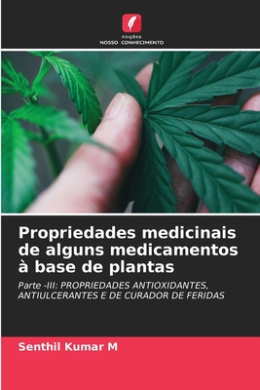 edições
NOSSO CONHECIMENTO
Propriedades medicinais
de alguns medicamentos
à base de plantas
Parte -III: PROPRIEDADES ANTIOXIDANTES,
ANTIULCERANTES E DE CURADOR DE FERIDAS
Senthil Kumar M